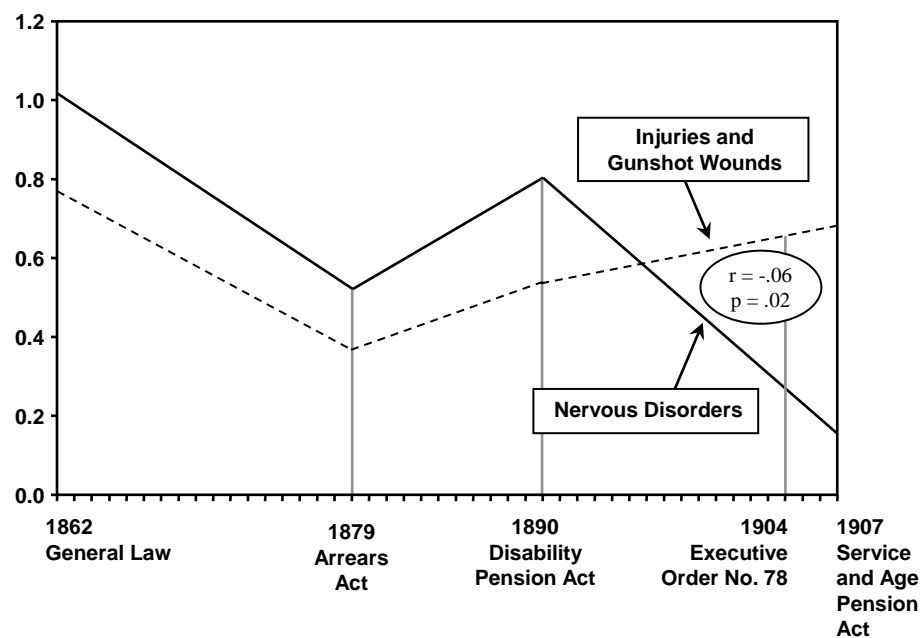 1.2
1.0
0.8
0.6
0.4
0.2
0.0
Injuries and
Gunshot Wounds
r = -.06
p = .02
Nervous Disorders
1862
General Law
1879
Arrears
Act
1890
Disability
Pension Act
1904
Executive
Order No. 78
1907
Service
and Age
Pension
Act